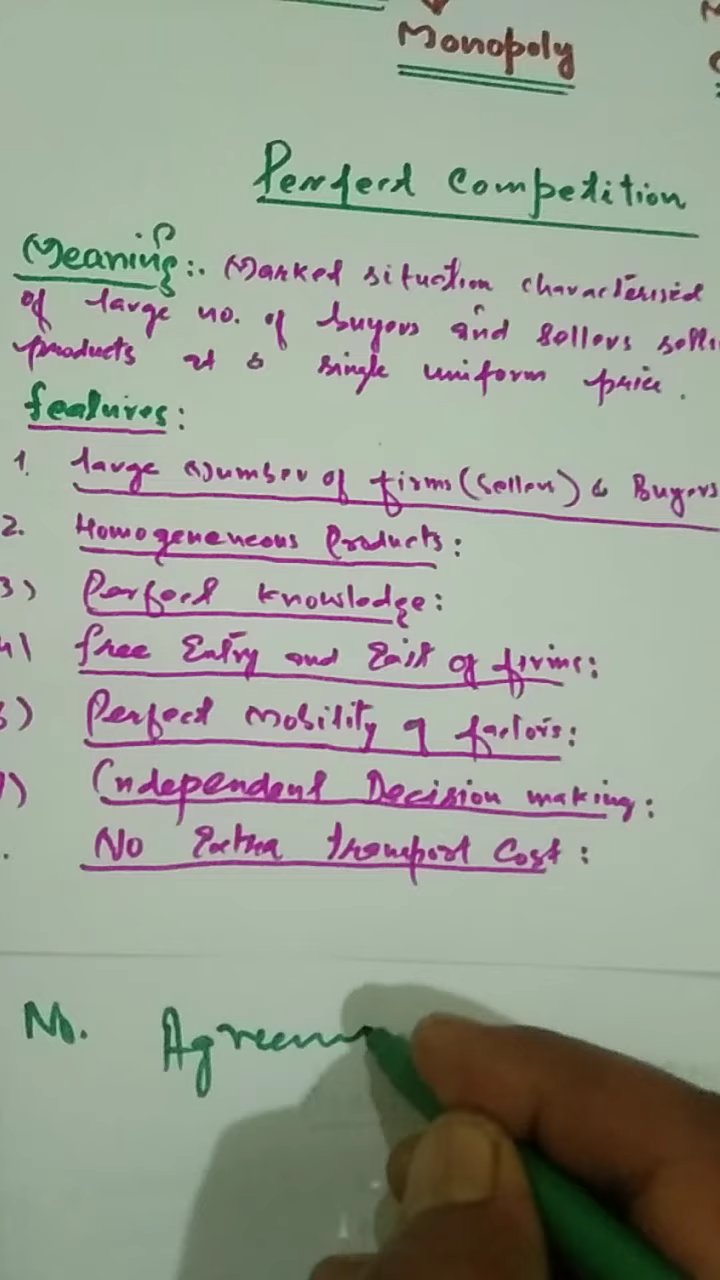 Monopoly
Perfect Competition
Meaning:. Market situation characterised
of large no. of buyers and sellers
products at a single uniform price.
features:
1. large Number of firms (Sellers) & Buyers
2. Homogeneneous Products:
3) Perfect knowledge:
4) free Entry and Exit of firms:
Perfect mobility of factors:
Independent Decision making:
No Extra transport Cost:
No. Agreem